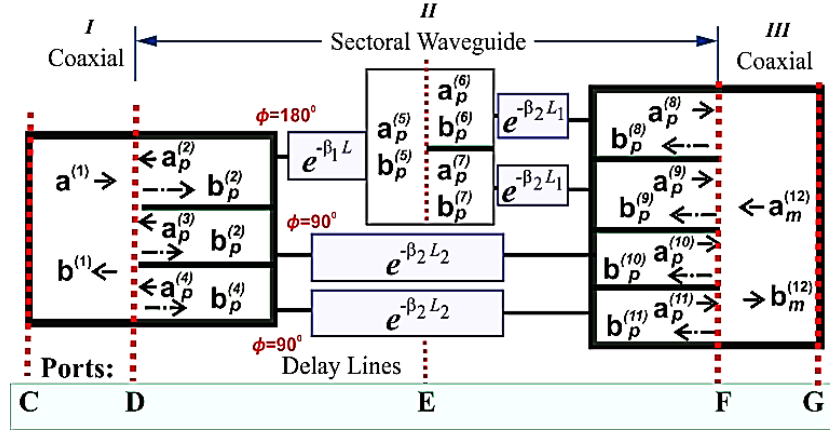 I
II
III
Coaxial
Sectoral Waveguide
Coaxial
ϕ=180°
e^{-β₁ L}
a_p^{(5)}
b_p^{(5)}
a_p^{(6)}
b_p^{(6)}
a_p^{(7)}
b_p^{(7)}
e^{-β₂ L₁}
e^{-β₂ L₁}
a^{(1)}
b^{(1)}
a_p^{(2)}
b_p^{(2)}
a_p^{(3)}
b_p^{(2)}
a_p^{(4)}
b_p^{(4)}
ϕ=90°
e^{-β₂ L₂}
e^{-β₂ L₂}
ϕ=90°
a_p^{(8)}
b_p^{(8)}
a_p^{(9)}
b_p^{(9)}
a_p^{(10)}
b_p^{(10)}
a_p^{(11)}
b_p^{(11)}
a_m^{(12)}
b_m^{(12)}
Ports:
Delay Lines
C D E F G